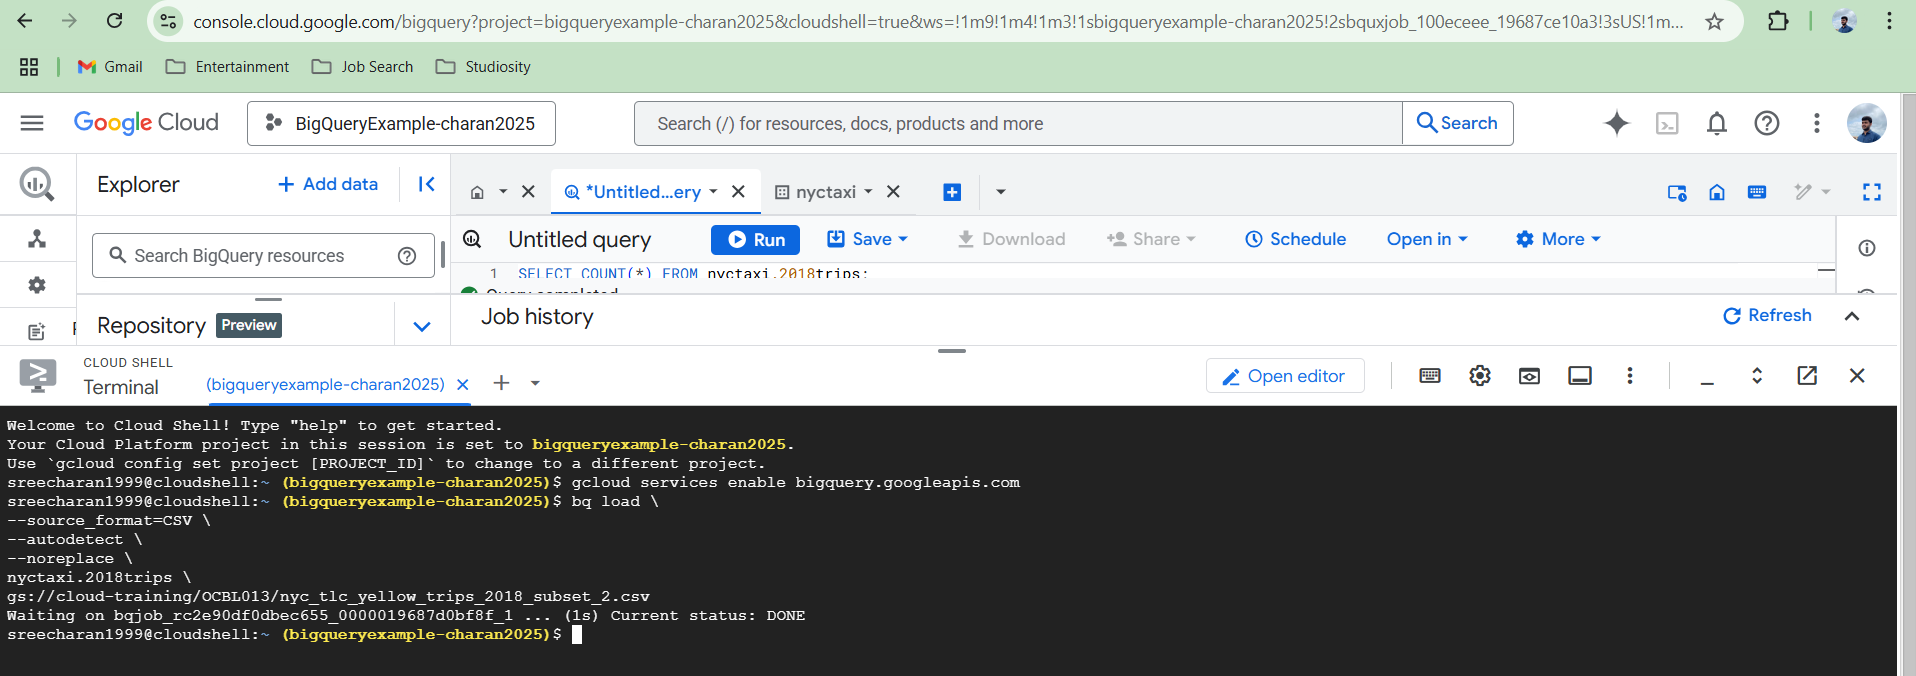 console.cloud.google.com/bigquery?project=bigqueryexample-charan2025&cloudshell=true&ws=!1m9!1m4!1m3!1sbigqueryexample-charan2025!2sbquxjob_100eceee_19687ce10a3!3sUS!1m...
Gmail Entertainment Job Search Studiosity
Google Cloud BigQueryExample-charan2025 Search (/) for resources, docs, products and more Search
Explorer + Add data *Untitled...ery nyctaxi
Search BigQuery resources Untitled query Run Save Download Share Schedule Open in More
1 SELECT COUNT(*) FROM nyctaxi.2018trips;
Query completed
Repository Preview Job history Refresh
CLOUD SHELL
Terminal (bigqueryexample-charan2025) Open editor
Welcome to Cloud Shell! Type "help" to get started.
Your Cloud Platform project in this session is set to bigqueryexample-charan2025.
Use `gcloud config set project [PROJECT_ID]` to change to a different project.
sreecharan1999@cloudshell:~ (bigqueryexample-charan2025)$ gcloud services enable bigquery.googleapis.com
sreecharan1999@cloudshell:~ (bigqueryexample-charan2025)$ bq load \
--source_format=CSV \
--autodetect \
--noreplace \
nyctaxi.2018trips \
gs://cloud-training/OCBL013/nyc_tlc_yellow_trips_2018_subset_2.csv
Waiting on bqjob_rc2e90df0dbec655_0000019687d0bf8f_1 ... (1s) Current status: DONE
sreecharan1999@cloudshell:~ (bigqueryexample-charan2025)$